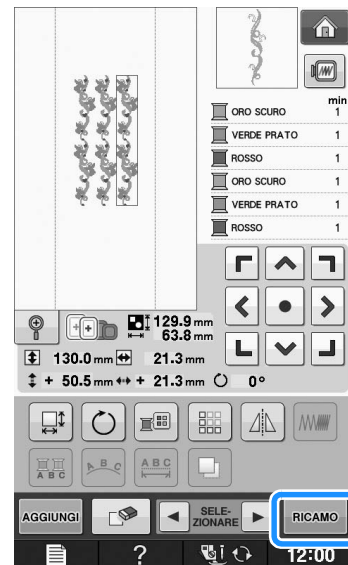 min
ORO SCURO 1
VERDE PRATO 1
ROSSO 1
ORO SCURO 1
VERDE PRATO 1
ROSSO 1
129.9 mm
63.8 mm
130.0 mm 21.3 mm
+ 50.5 mm + 21.3 mm 0°
A B C
A B C
A B C
AGGIUNGI
SELE-
ZIONARE
RICAMO
? 12:00